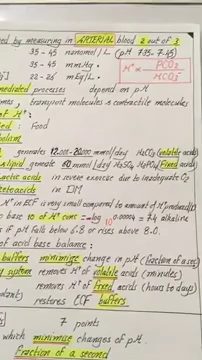 ed by measuring in ARTERIAL blood 2 out of 3
35 - 45 nanomol/L (pH 7.35-7.45)
35 - 45 mmHg.
22 - 26 mEq/L.
H⁺ ∝ PCO₂ / HCO₃⁻
mediated processes depend on pH
transport molecules & contractile molecules
of H⁺:
: Food
generates 12,000-20,000 mmol/day H₂CO₃ (volatile acids)
lipid generate mmol/day H₂SO₄ H₃PO₄ (Fixed acids)
lactic acids in severe exercise due to inadequate O₂
ketoacids in DM
H⁺ in ECF is very small compared to amount of H⁺ produced/d
to base 10 of H⁺ conc = -log 10 0.00004 = 7.4 alkaline
if pH falls below 6.8 or rises above 8.0.
of acid base balance:
buffers minimize change in pH (fraction of a sec)
system removes H⁺ of volatile acids (minutes)
removes H⁺ of fixed acids (hours to days)
restores ECF buffers
7 points
which minimise changes of pH.
Fraction of a second